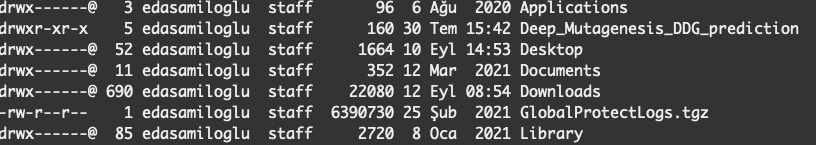 drwx------@   3 edasamiloglu  staff       96  6 Ağu  2020 Applications
drwxr-xr-x    5 edasamiloglu  staff      160 30 Tem 15:42 Deep_Mutagenesis_DDG_prediction
drwx------@  52 edasamiloglu  staff     1664 10 Eyl 14:53 Desktop
drwx------@  11 edasamiloglu  staff      352 12 Mar  2021 Documents
drwx------@ 690 edasamiloglu  staff    22080 12 Eyl 08:54 Downloads
-rw-r--r--    1 edasamiloglu  staff  6390730 25 Şub  2021 GlobalProtectLogs.tgz
drwx------@  85 edasamiloglu  staff     2720  8 Oca  2021 Library